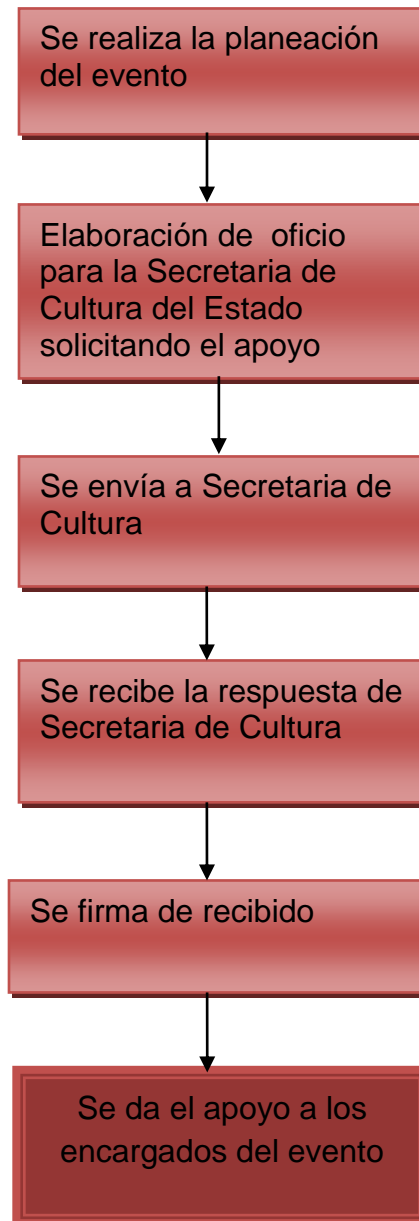 Se realiza la planeación
del evento
Elaboración de oficio
para la Secretaria de
Cultura del Estado
solicitando el apoyo
Se envía a Secretaria de
Cultura
Se recibe la respuesta de
Secretaria de Cultura
Se firma de recibido
Se da el apoyo a los
encargados del evento